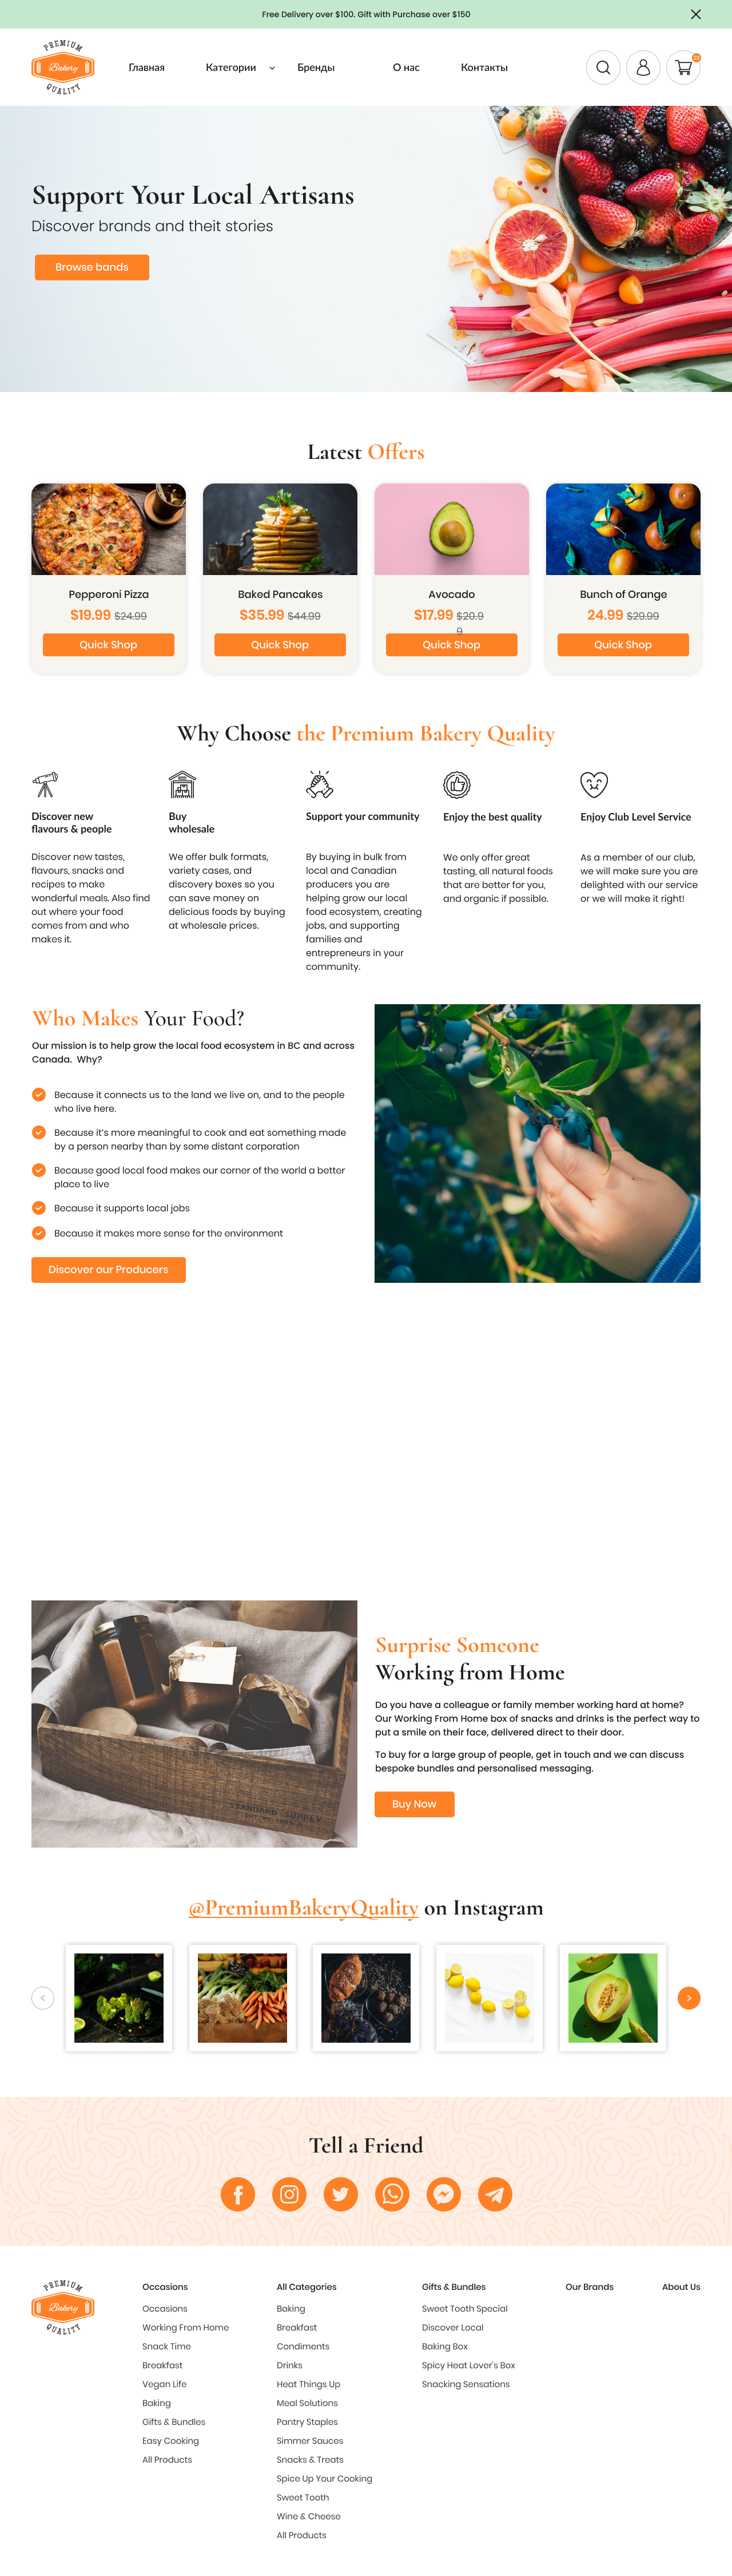 Free Delivery over $100. Gift with Purchase over $150
PREMIUM
Bakery
QUALITY
Главная
Категории
Бренды
О нас
Контакты
Support Your Local Artisans
Discover brands and theit stories
Browse bands
Latest Offers
Pepperoni Pizza
$19.99 $24.99
Quick Shop
Baked Pancakes
$35.99 $44.99
Quick Shop
Avocado
$17.99 $20.9
9
Quick Shop
Bunch of Orange
24.99 $29.99
Quick Shop
Why Choose the Premium Bakery Quality
Discover new
flavours & people
Discover new tastes,
flavours, snacks and
recipes to make
wonderful meals. Also find
out where your food
comes from and who
makes it.
Buy
wholesale
We offer bulk formats,
variety cases, and
discovery boxes so you
can save money on
delicious foods by buying
at wholesale prices.
Support your community
By buying in bulk from
local and Canadian
producers you are
helping grow our local
food ecosystem, creating
jobs, and supporting
families and
entrepreneurs in your
community.
Enjoy the best quality
We only offer great
tasting, all natural foods
that are better for you,
and organic if possible.
Enjoy Club Level Service
As a member of our club,
we will make sure you are
delighted with our service
or we will make it right!
Who Makes Your Food?
Our mission is to help grow the local food ecosystem in BC and across
Canada. Why?
Because it connects us to the land we live on, and to the people
who live here.
Because it's more meaningful to cook and eat something made
by a person nearby than by some distant corporation
Because good local food makes our corner of the world a better
place to live
Because it supports local jobs
Because it makes more sense for the environment
Discover our Producers
STANDARD SUPPLY
Surprise Someone
Working from Home
Do you have a colleague or family member working hard at home?
Our Working From Home box of snacks and drinks is the perfect way to
put a smile on their face, delivered direct to their door.
To buy for a large group of people, get in touch and we can discuss
bespoke bundles and personalised messaging.
Buy Now
@PremiumBakeryQuality on Instagram
Tell a Friend
PREMIUM
Bakery
QUALITY
Occasions
Occasions
Working From Home
Snack Time
Breakfast
Vegan Life
Baking
Gifts & Bundles
Easy Cooking
All Products
All Categories
Baking
Breakfast
Condiments
Drinks
Heat Things Up
Meal Solutions
Pantry Staples
Simmer Sauces
Snacks & Treats
Spice Up Your Cooking
Sweet Tooth
Wine & Cheese
All Products
Gifts & Bundles
Sweet Tooth Special
Discover Local
Baking Box
Spicy Heat Lover's Box
Snacking Sensations
Our Brands
About Us